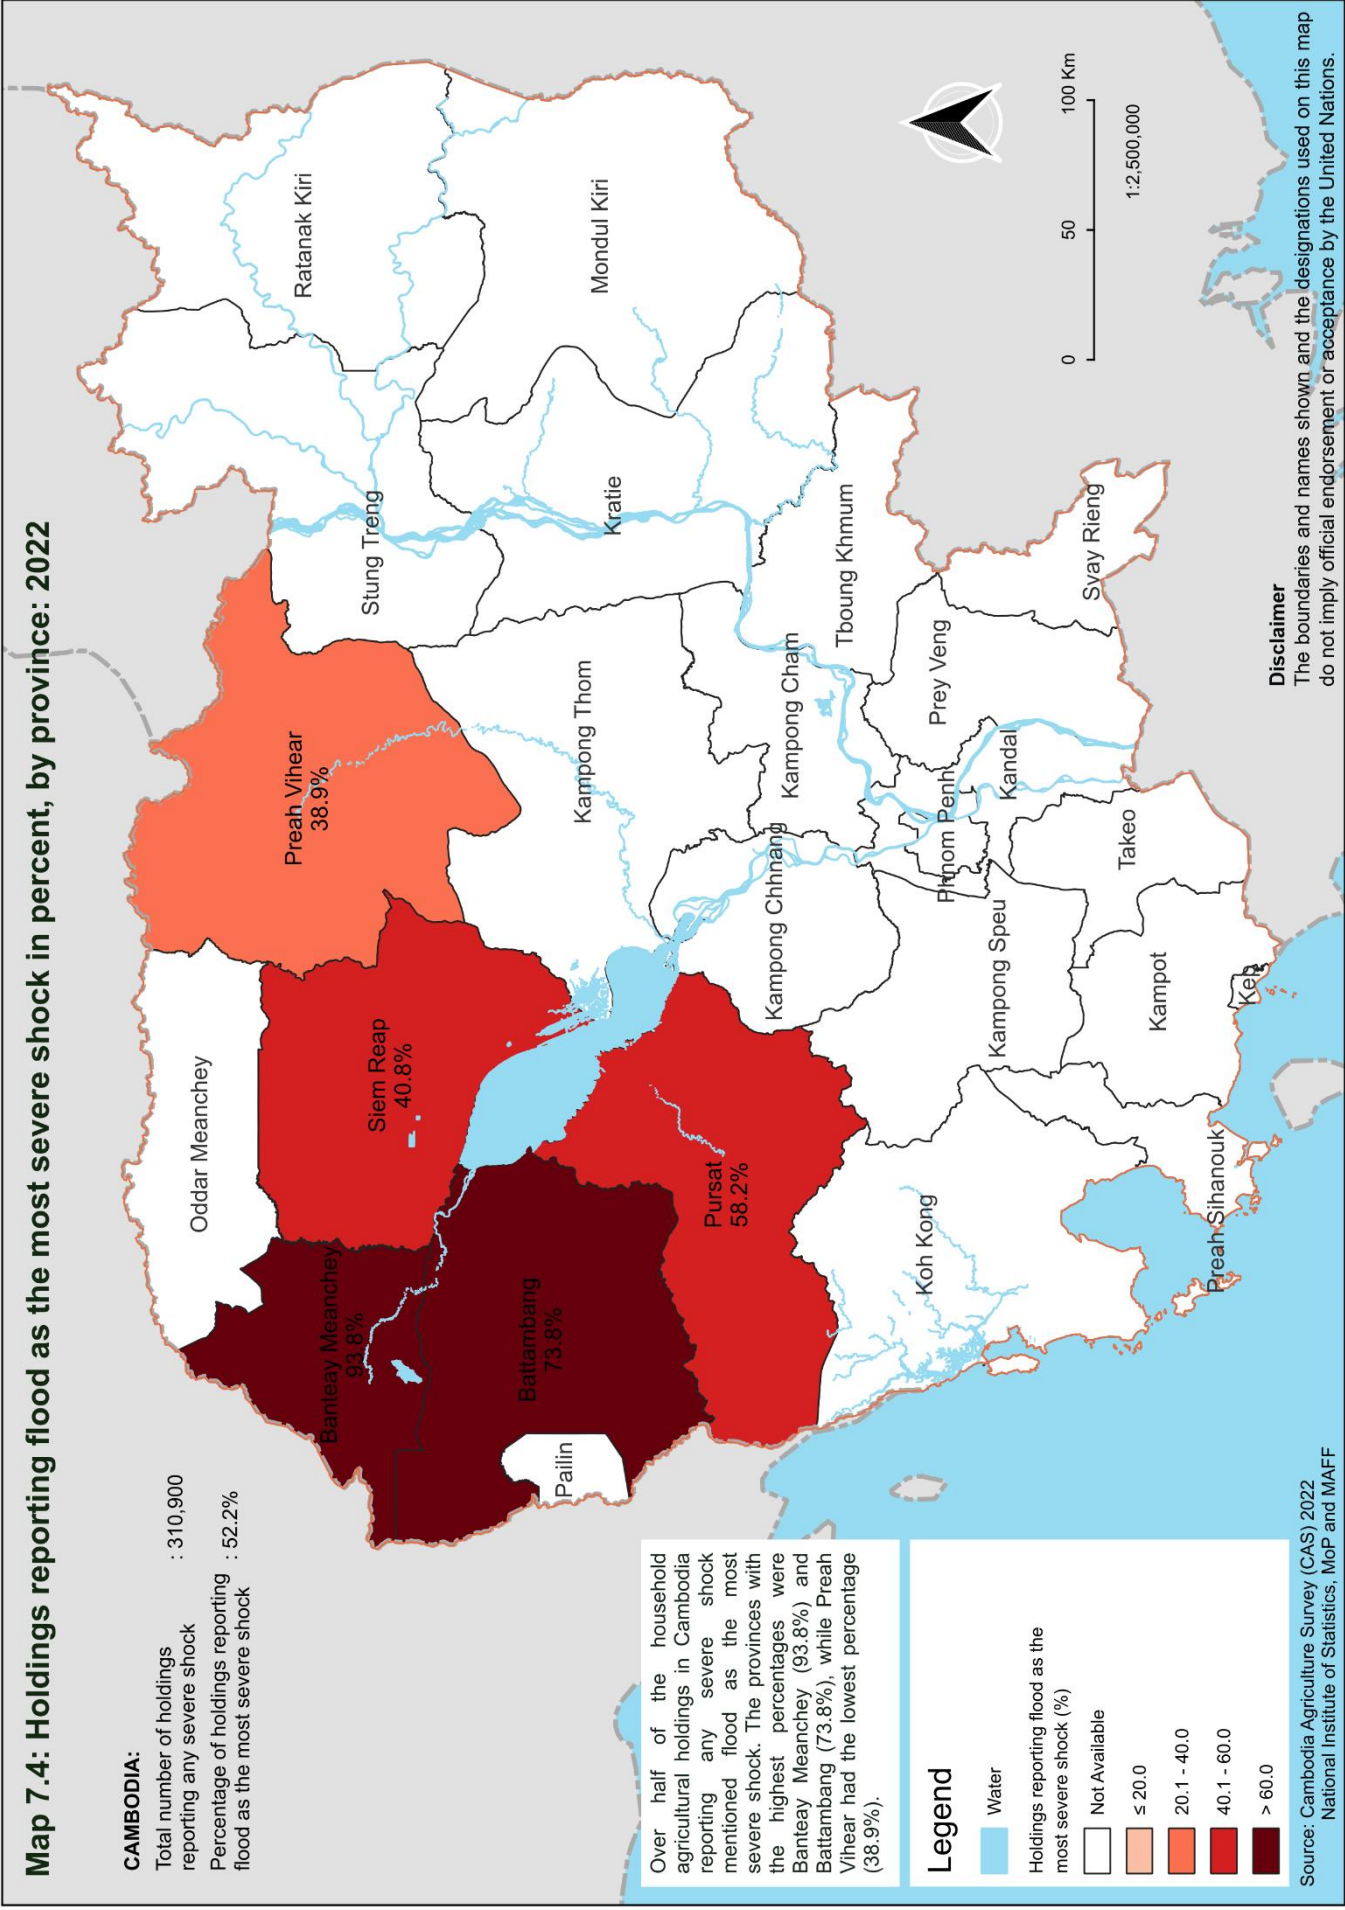 Map 7.4: Holdings reporting flood as the most severe shock in percent, by province: 2022
CAMBODIA:
Total number of holdings
reporting any severe shock : 310,900
Percentage of holdings reporting : 52.2%
flood as the most severe shock
Oddar Meanchey
Preah Vihear
38.9%
Ratanak Kiri
Stung Treng
Banteay Meanchey
93.8%
Siem Reap
40.8%
Battambang
73.8%
Pailin
Kampong Thom
Kratie
Mondul Kiri
Pursat
58.2%
Kampong Chhnang
Kampong Cham
Tboung Khmum
Koh Kong
Kampong Speu
Phnom Penh
Kandal
Prey Veng
Svay Rieng
Takeo
Kampot
Kep
Preah Sihanouk
0 50 100 Km
1:2,500,000
Over half of the household
agricultural holdings in Cambodia
reporting any severe shock
mentioned flood as the most
severe shock. The provinces with
the highest percentages were
Banteay Meanchey (93.8%) and
Battambang (73.8%), while Preah
Vihear had the lowest percentage
(38.9%).
Legend
Water
Holdings reporting flood as the
most severe shock (%)
Not Available
≤ 20.0
20.1 - 40.0
40.1 - 60.0
> 60.0
Source: Cambodia Agriculture Survey (CAS) 2022
National Institute of Statistics, MoP and MAFF
Disclaimer
The boundaries and names shown and the designations used on this map
do not imply official endorsement or acceptance by the United Nations.